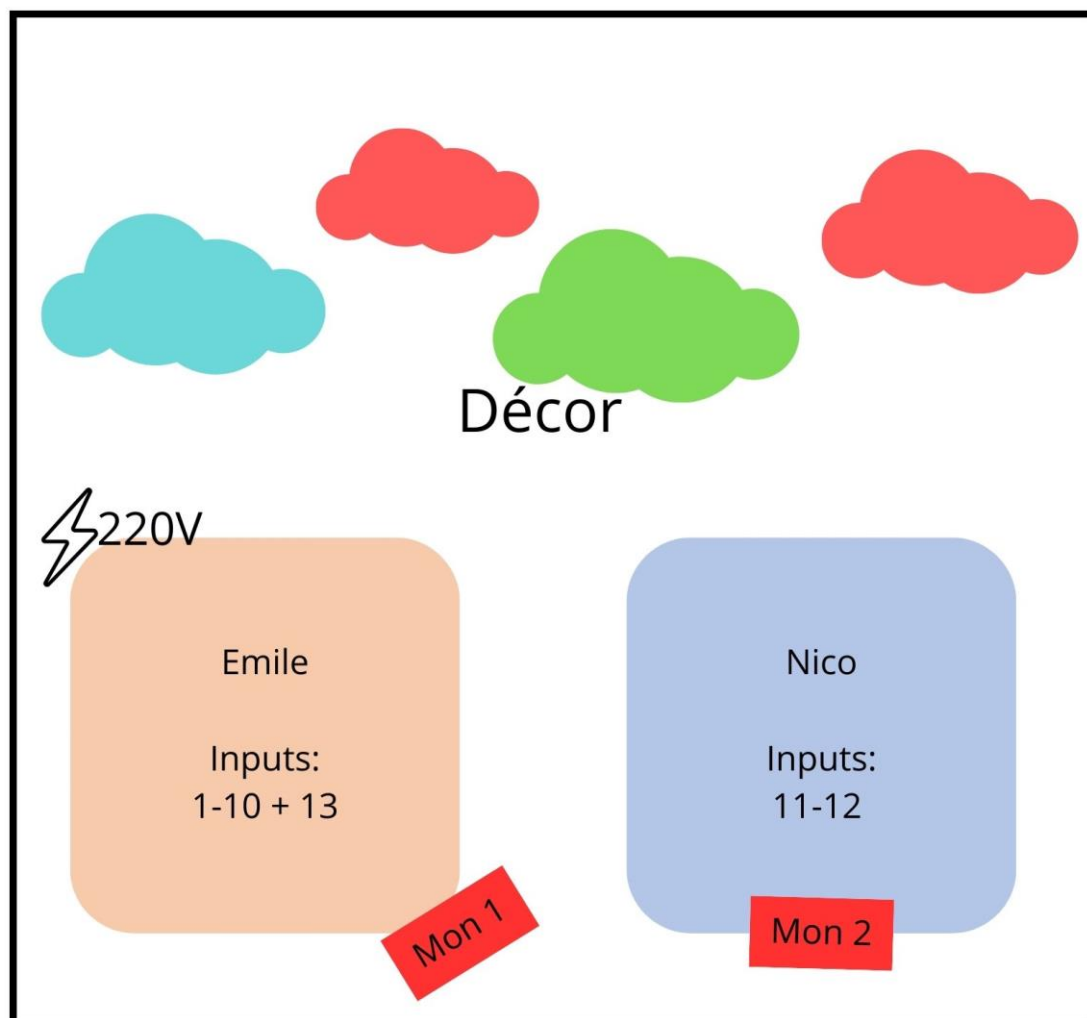 Décor
220V
Emile
Inputs:
1-10 + 13
Nico
Inputs:
11-12
Mon 1
Mon 2